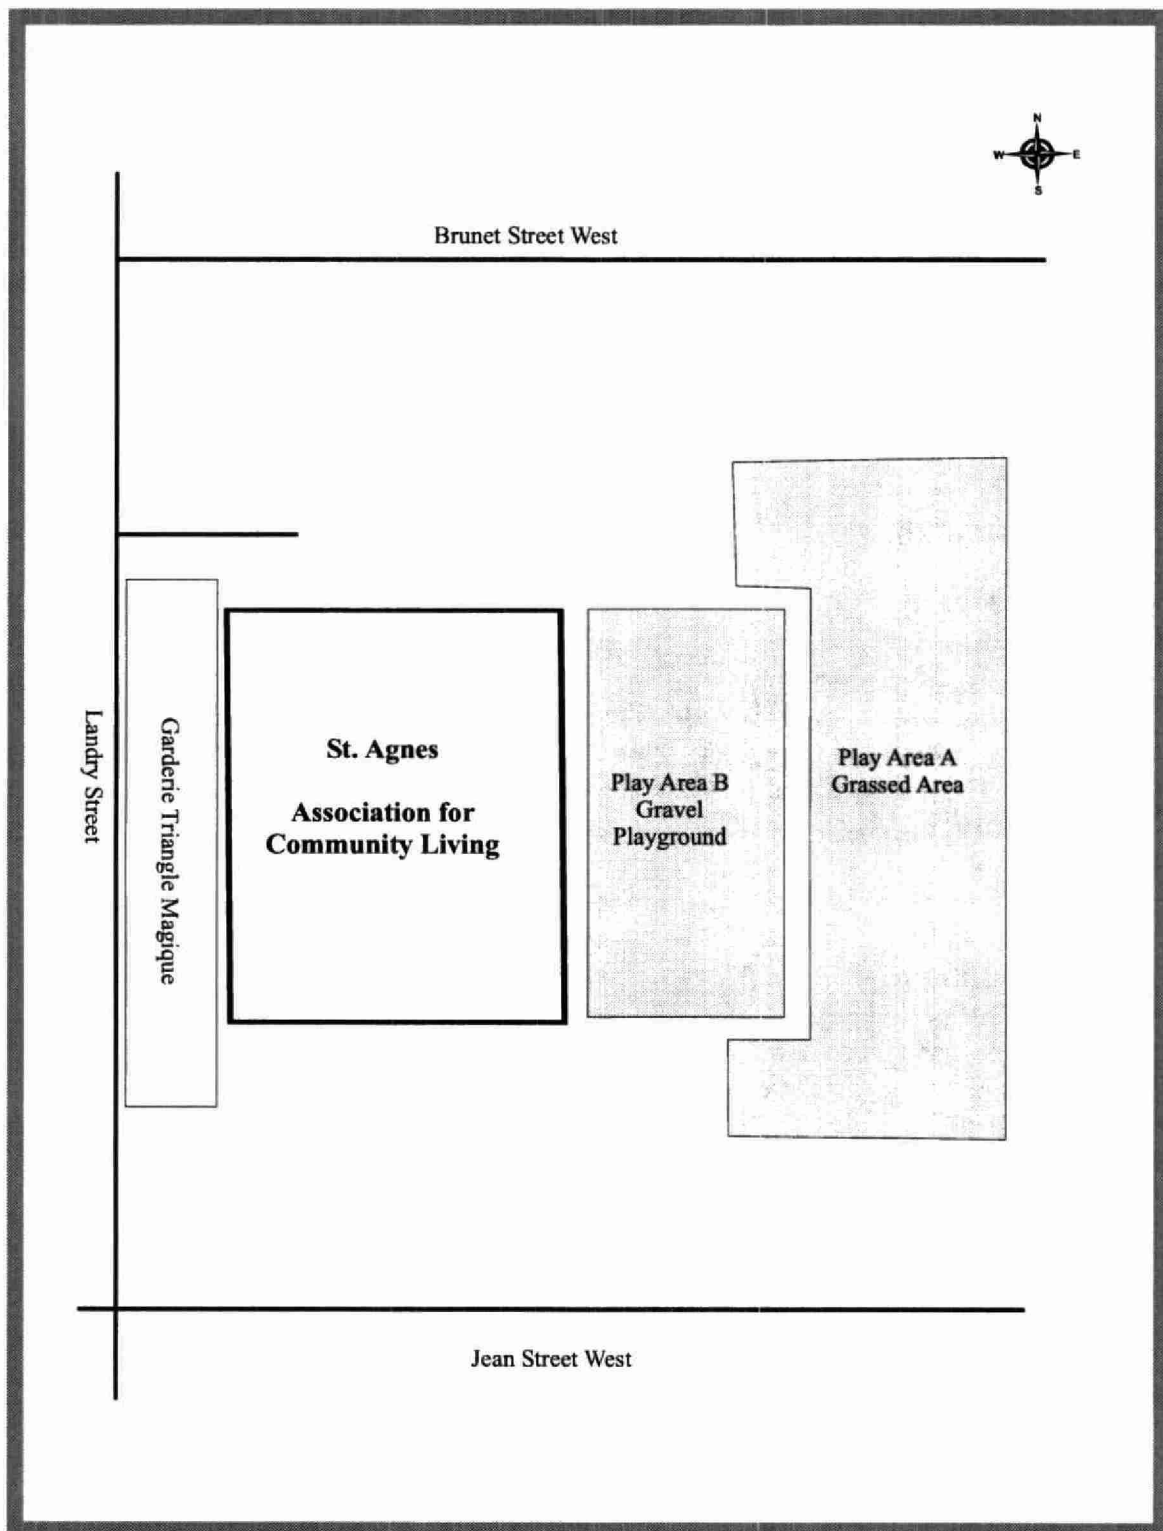 N
W E
S
Brunet Street West
Landry Street
Garderie Triangle Magique
St. Agnes
Association for
Community Living
Play Area B
Gravel
Playground
Play Area A
Grassed Area
Jean Street West